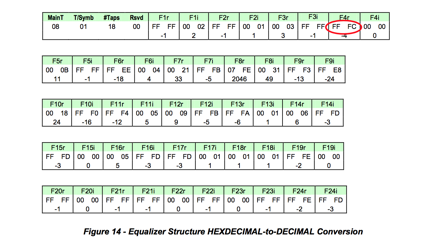 MainT T/Symb #Taps Rsvd F1r F1i F2r F2i F3r F3i F4r F4i
08 01 18 00 FF FF 00 02 FF FF 00 01 00 03 FF FF FF FC 00 00
-1 2 -1 1 3 -1 -4 0
F5r F5i F6r F6i F7r F7i F8r F8i F9r F9i
00 0B FF FF FF EE 00 04 00 21 FF FB 07 FE 00 31 FF F3 FF E8
11 -1 -18 4 33 -5 2046 49 -13 -24
F10r F10i F11r F11i F12r F12i F13r F13i F14r F14i
00 18 FF F0 FF F4 00 05 00 09 FF FB FF FA 00 01 00 06 FF FD
24 -16 -12 5 9 -5 -6 1 6 -3
F15r F15i F16r F16i F17r F17i F18r F18i F19r F19i
FF FD 00 00 00 05 FF FD FF FD 00 01 00 01 00 01 FF FE 00 00
-3 0 5 -3 -3 1 1 1 -2 0
F20r F20i F21r F21i F22r F22i F23r F23i F24r F24i
FF FF FF FF FF FF FF FF 00 00 FF FF 00 00 FF FF FF FE FF FD
-1 -1 -1 -1 0 -1 0 -1 -2 -3
Figure 14 - Equalizer Structure HEXDECIMAL-to-DECIMAL Conversion